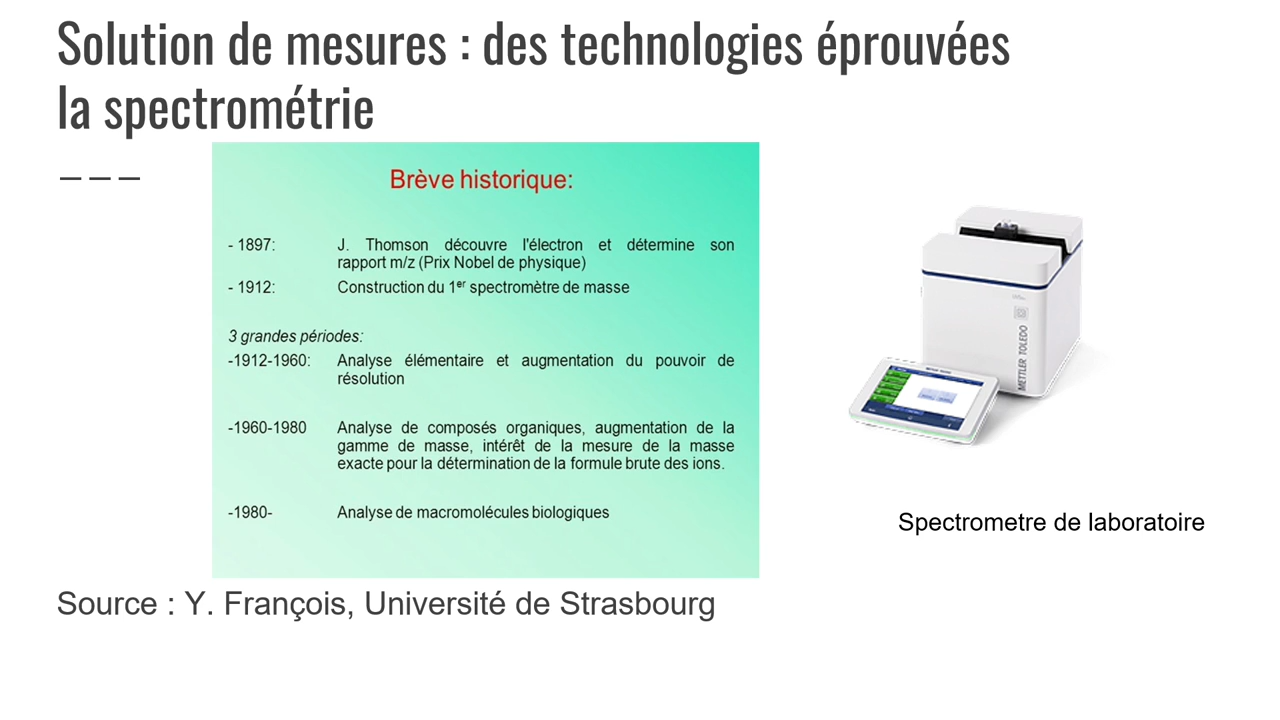 Solution de mesures : des technologies éprouvées
la spectrométrie
Brève historique:
- 1897: J. Thomson découvre l'électron et détermine son
rapport m/z (Prix Nobel de physique)
- 1912: Construction du 1er spectromètre de masse
3 grandes périodes:
-1912-1960: Analyse élémentaire et augmentation du pouvoir de
résolution
-1960-1980 Analyse de composés organiques, augmentation de la
gamme de masse, intérêt de la mesure de la masse
exacte pour la détermination de la formule brute des ions.
-1980- Analyse de macromolécules biologiques
METTLER TOLEDO
Spectrometre de laboratoire
Source : Y. François, Université de Strasbourg